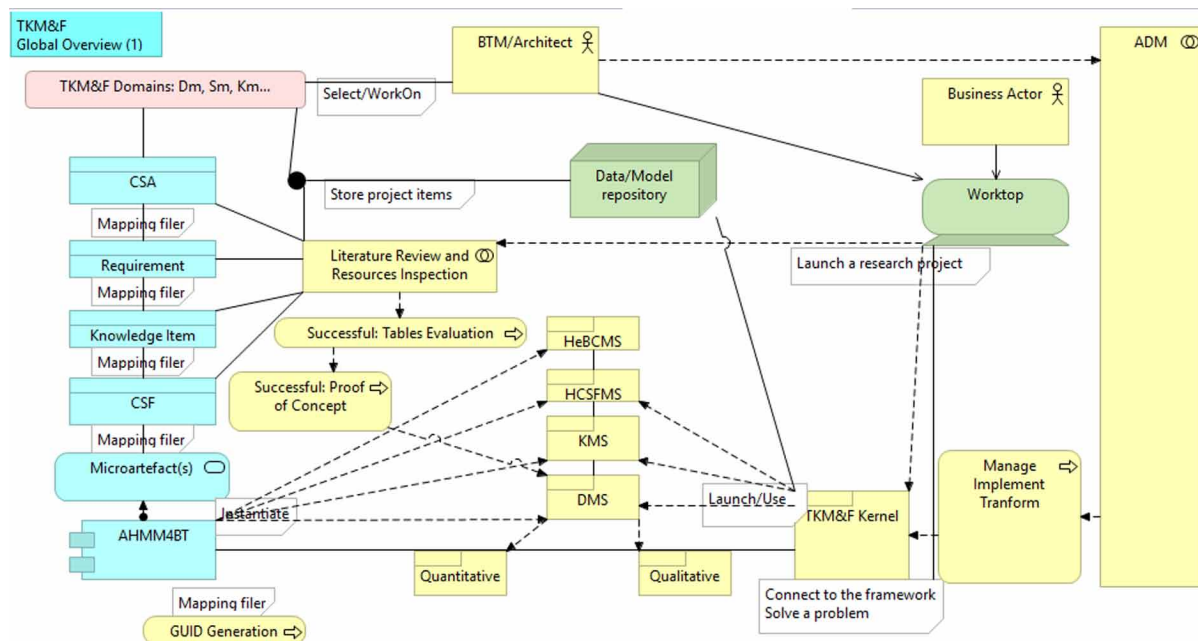 TKM&F
Global Overview (1)
BTM/Architect
ADM
TKM&F Domains: Dm, Sm, Km...
Select/WorkOn
Business Actor
CSA
Store project items
Data/Model
repository
Worktop
Mapping filer
Requirement
Literature Review and
Resources Inspection
Launch a research project
Mapping filer
Knowledge Item
Successful: Tables Evaluation
HeBCMS
Mapping filer
CSF
Successful: Proof
of Concept
HCSFMS
Mapping filer
KMS
Microartefact(s)
DMS
Launch/Use
Manage
Implement
Tranform
Instantiate
TKM&F Kernel
AHMM4BT
Quantitative
Qualitative
Connect to the framework
Solve a problem
Mapping filer
GUID Generation